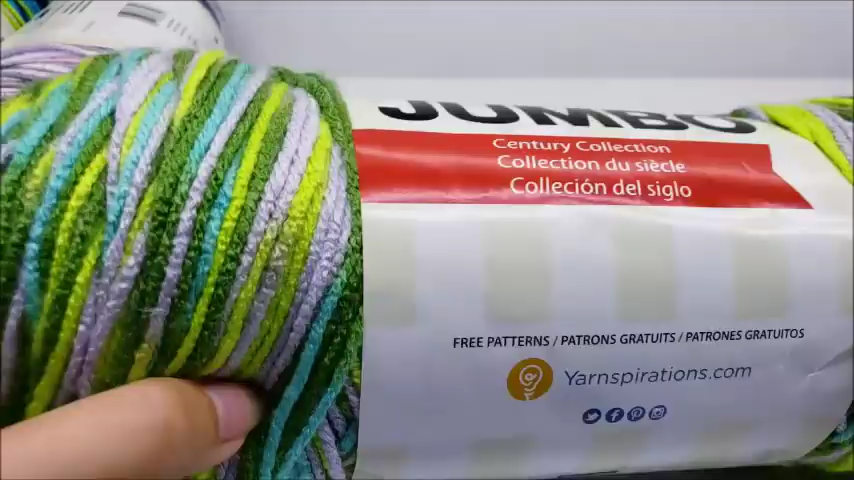 JUMBO
Century Collection
Collection du siècle
Colleción del siglo
FREE PATTERNS / PATRONS GRATUITS / PATRONES GRATUITOS
Yarnspirations.com